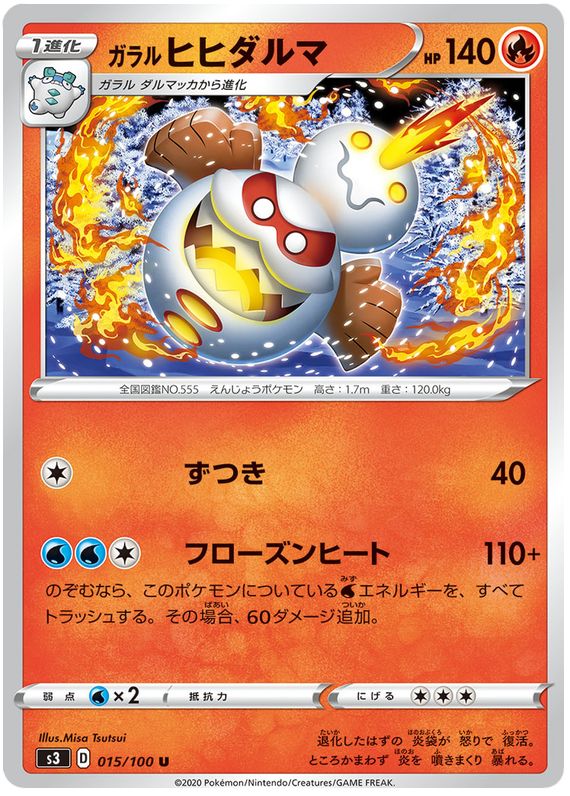 1進化 ガラル ヒヒダルマ HP 140
ガラル ダルマッカから進化
全国図鑑NO.555 えんじょうポケモン 高さ：1.7m 重さ：120.0kg
ずつき 40
フローズンヒート 110+
のぞむなら、このポケモンについているエネルギーを、すべて
トラッシュする。その場合、60ダメージ追加。
弱点 ×2 抵抗力 にげる
Illus.Misa Tsutsui
退化したはずの 炎袋が 怒りで 復活。
ところかまわず 炎を 噴きまくり 暴れる。
s3 D 015/100 U
©2020 Pokémon/Nintendo/Creatures/GAME FREAK.